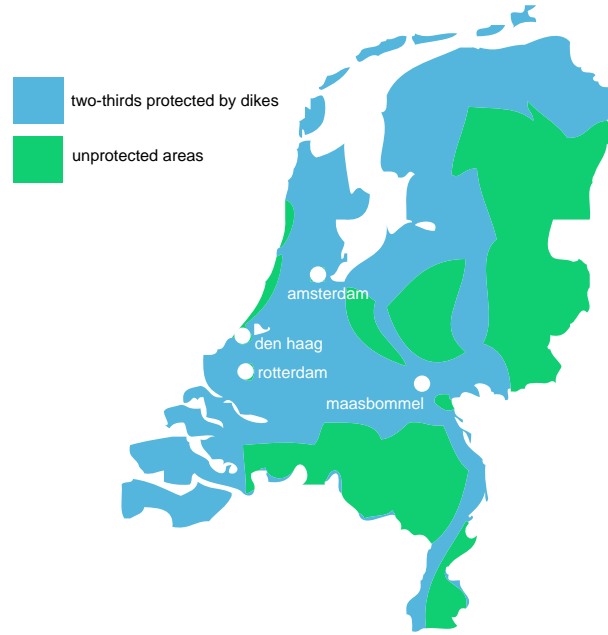 two-thirds protected by dikes
unprotected areas
amsterdam
den haag
rotterdam
maasbommel